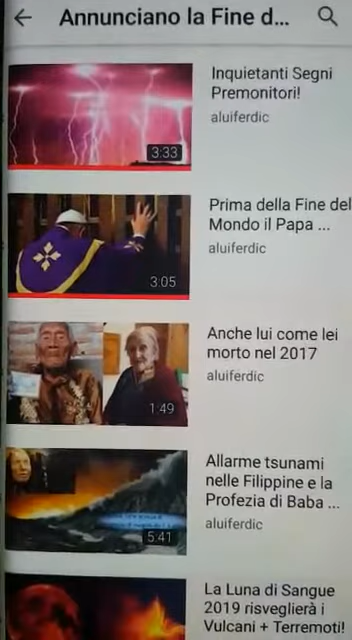 Annunciano la Fine d...
Inquietanti Segni
Premonitori!
aluiferdic
3:33
Prima della Fine del
Mondo il Papa ...
aluiferdic
3:05
Anche lui come lei
morto nel 2017
aluiferdic
1:49
Allarme tsunami
nelle Filippine e la
Profezia di Baba ...
aluiferdic
5:41
La Luna di Sangue
2019 risveglierà i
Vulcani + Terremoti!